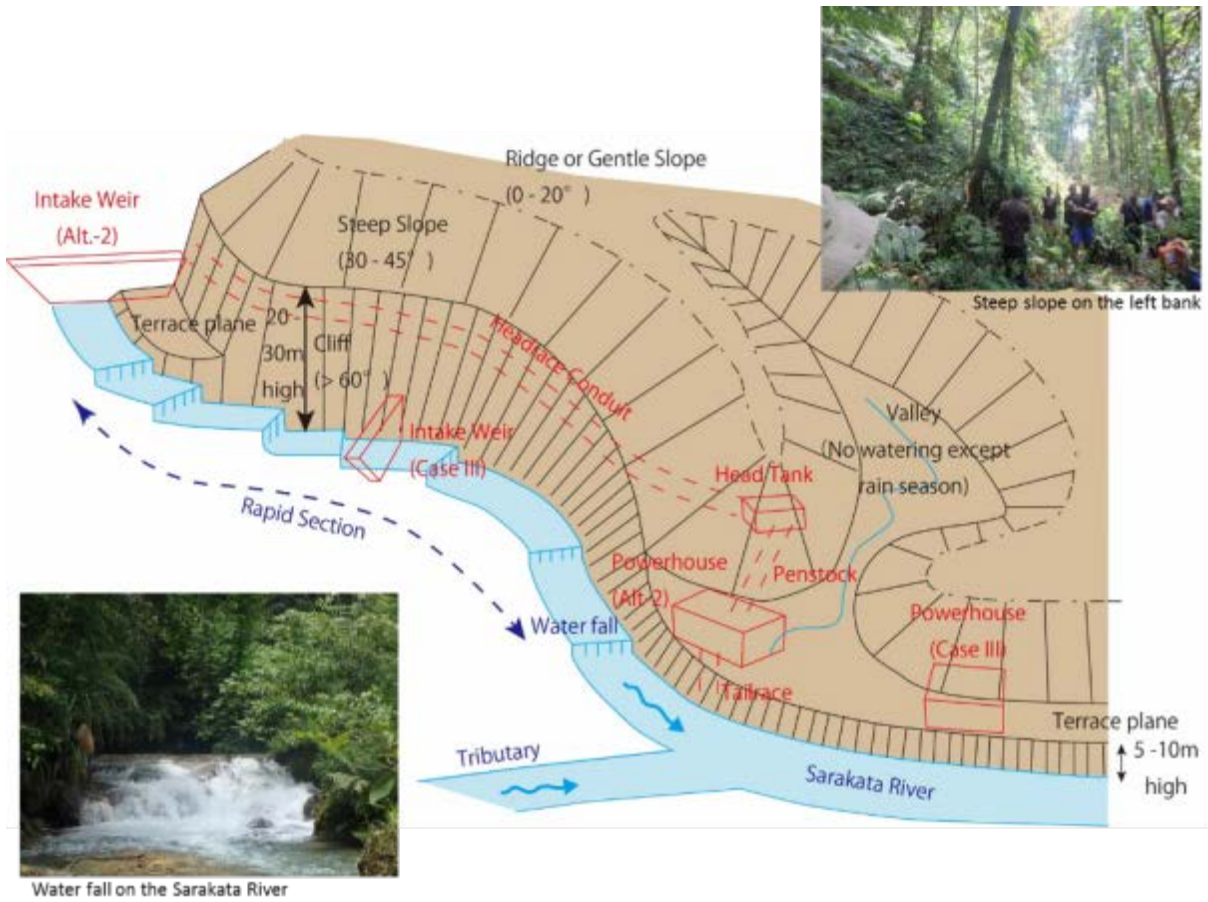 Ridge or Gentle Slope
(0 - 20° )
Intake Weir
(Alt.-2)
Steep Slope
(30 - 45° )
Steep slope on the left bank
Terrace plane
20 -
30m
high
Cliff
(> 60° )
Headrace Conduit
Intake Weir
(Case III)
Valley
(No watering except
rain season)
Head Tank
Rapid Section
Powerhouse
(Alt-2)
Penstock
Powerhouse
(Case III)
Water fall
Tailrace
Terrace plane
5 -10m
high
Tributary
Sarakata River
Water fall on the Sarakata River